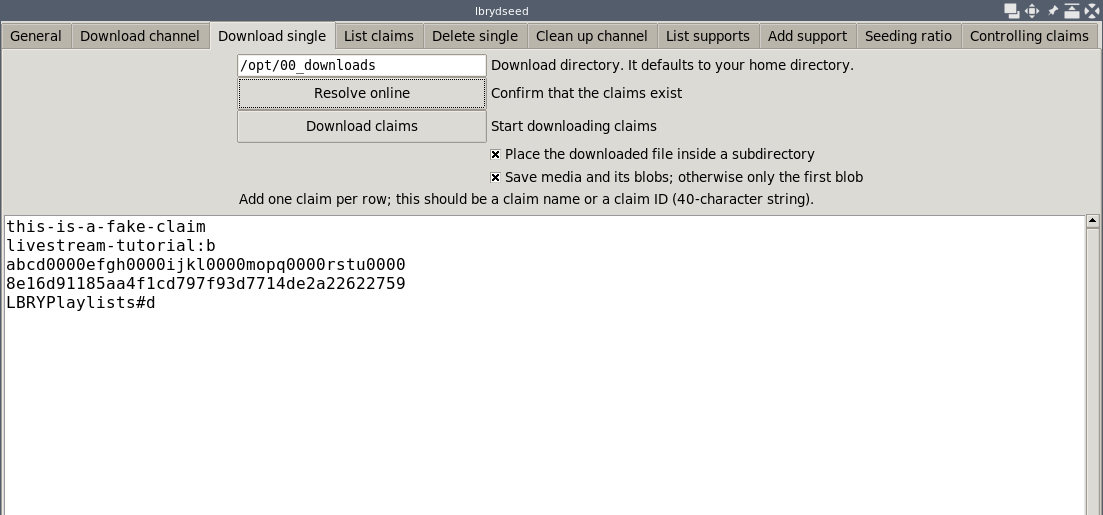 lbrydseed
General Download channel Download single List claims Delete single Clean up channel List supports Add support Seeding ratio Controlling claims
/opt/00_downloads Download directory. It defaults to your home directory.
Resolve online Confirm that the claims exist
Download claims Start downloading claims
Place the downloaded file inside a subdirectory
Save media and its blobs; otherwise only the first blob
Add one claim per row; this should be a claim name or a claim ID (40-character string).
this-is-a-fake-claim
livestream-tutorial:b
abcd0000efgh0000ijkl0000mopq0000rstu0000
8e16d91185aa4f1cd797f93d7714de2a22622759
LBRYPlaylists#d